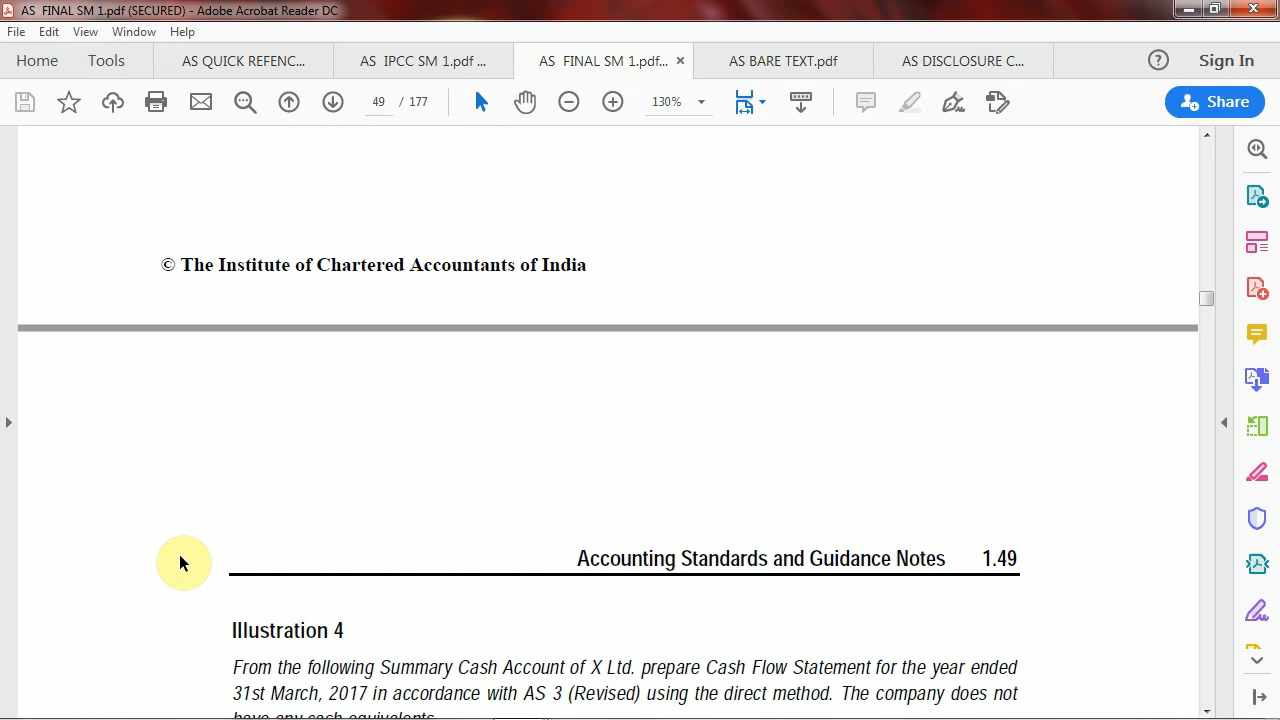 AS FINAL SM 1.pdf (SECURED) - Adobe Acrobat Reader DC
File Edit View Window Help
Home Tools AS QUICK REFENC... AS IPCC SM 1.pdf ... AS FINAL SM 1.pdf... × AS BARE TEXT.pdf AS DISCLOSURE C... ? Sign In
49 / 177 130% Share
© The Institute of Chartered Accountants of India
Accounting Standards and Guidance Notes 1.49
Illustration 4
From the following Summary Cash Account of X Ltd. prepare Cash Flow Statement for the year ended
31st March, 2017 in accordance with AS 3 (Revised) using the direct method. The company does not
have any cash equivalents